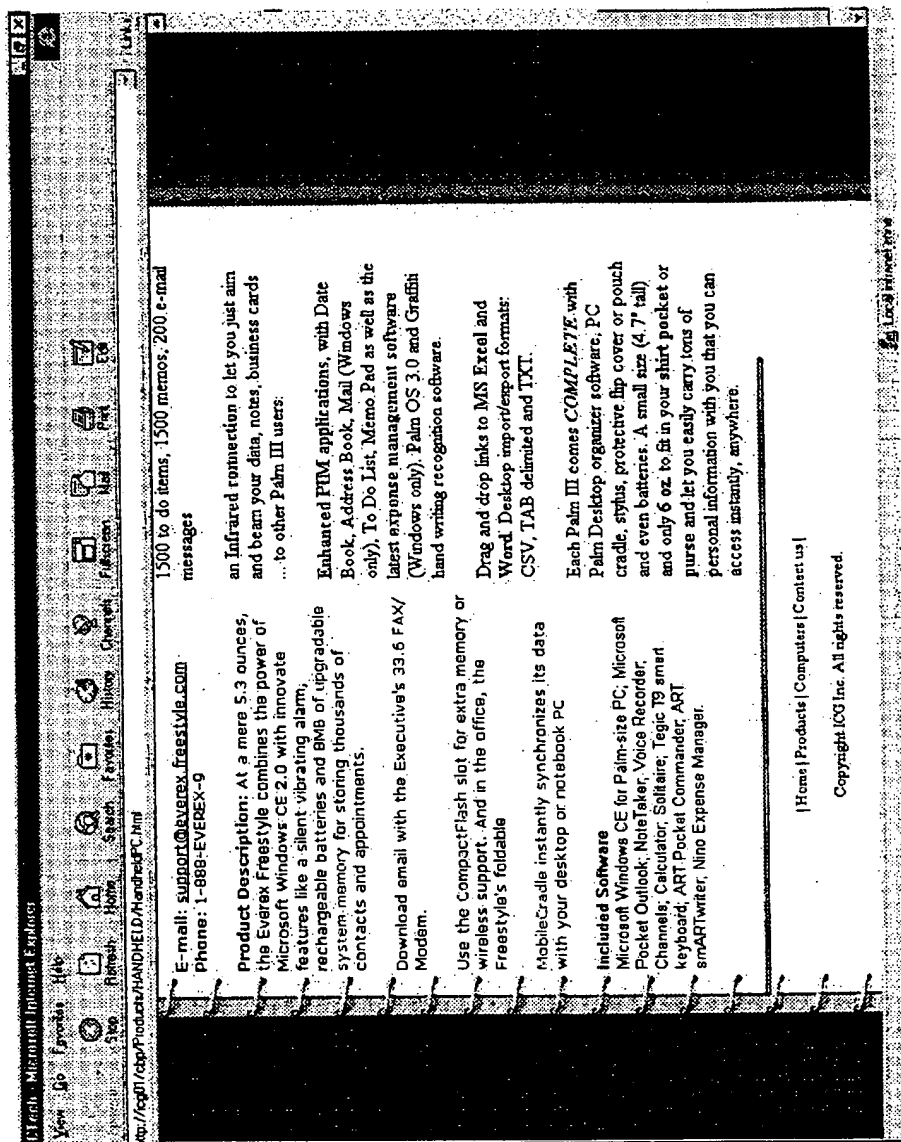 Microsoft Internet Explorer
View Go Favorites Help
Stop Refresh Home Search Favorites History Channels Fullscreen Mail Print Edit
http://icg01/cbp/Products/HANDHELD/HandheldPC.html
E-mail: support@everex.freestyle.com
Phone: 1-888-EVEREX-9
Product Description: At a mere 5.3 ounces,
the Everex Freestyle combines the power of
Microsoft Windows CE 2.0 with innovate
features like a silent vibrating alarm,
rechargeable batteries and 8MB of upgradable
system memory for storing thousands of
contacts and appointments.
Download email with the Executive's 33.6 FAX/
Modem.
Use the CompactFlash slot for extra memory or
wireless support. And in the office, the
Freestyle's foldable
MobileCradle instantly synchronizes its data
with your desktop or notebook PC
Included Software
Microsoft Windows CE for Palm-size PC; Microsoft
Pocket Outlook; NoteTaker; Voice Recorder;
Channels; Calculator; Solitaire; Tegic T9 smart
keyboard; ART Pocket Commander, ART
smARTwriter; Nino Expense Manager.
1500 to do items, 1500 memos, 200 e-mail
messages
an Infrared connection to let you just aim
and beam your data, notes, business cards
....to other Palm III users:
Enhanced PIM applications, with Date
Book, Address Book, Mail (Windows
only), To Do List, Memo Pad as well as the
latest expense management software
(Windows only). Palm OS 3.0 and Graffiti
hand writing recognition software.
Drag and drop links to MS Excel and
Word. Desktop import/export formats:
CSV, TAB delimited and TXT.
Each Palm III comes COMPLETE with
Palm Desktop organizer software, PC
cradle, stylus, protective flip cover or pouch
and even batteries. A small size (4.7" tall)
and only 6 oz. to fit in your shirt pocket or
purse and let you easily carry tons of
personal information with you that you can
access instantly, anywhere.
| Home | Products | Computers | Contact us |
Copyright ICG Inc. All rights reserved.
Local intranet zone